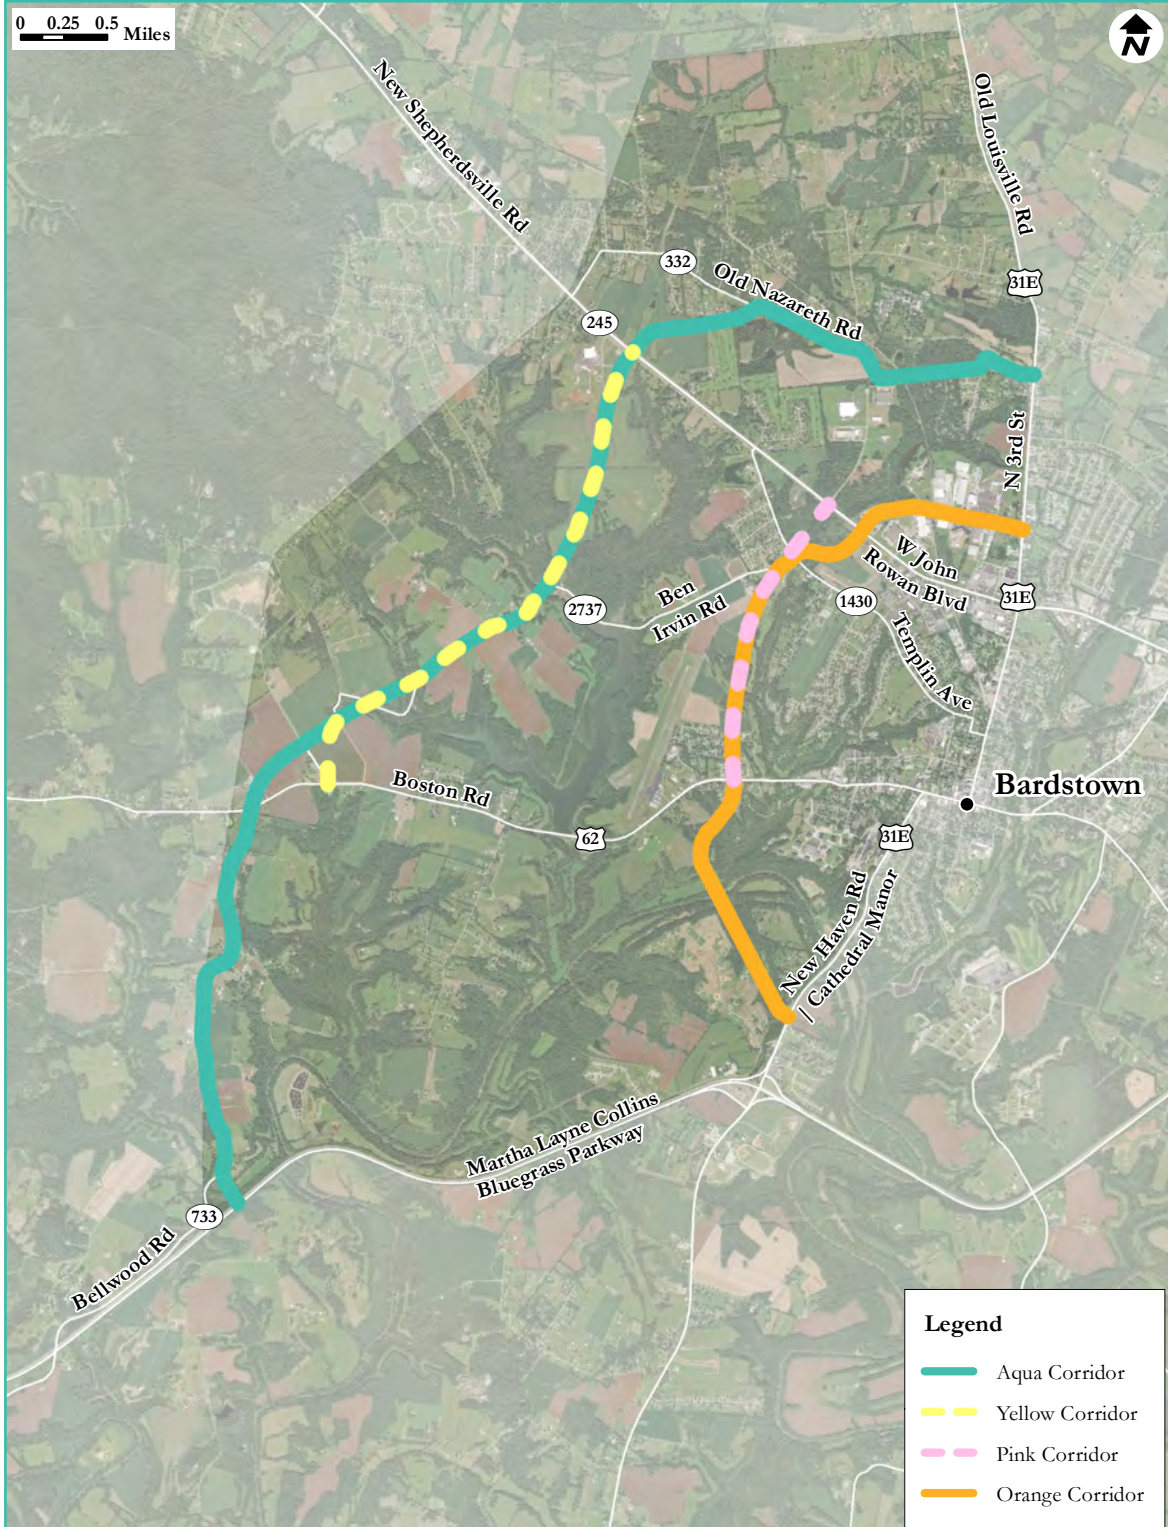 0 0.25 0.5 Miles
N
New Shepherdsville Rd
Old Louisville Rd
332
Old Nazareth Rd
31E
245
N 3rd St
W John
Rowan Blvd
Ben
Irvin Rd
2737
1430
31E
Templin Ave
Boston Rd
Bardstown
62
31E
New Haven Rd
| Cathedral Manor
Martha Layne Collins
Bluegrass Parkway
733
Bellwood Rd
Legend
Aqua Corridor
Yellow Corridor
Pink Corridor
Orange Corridor